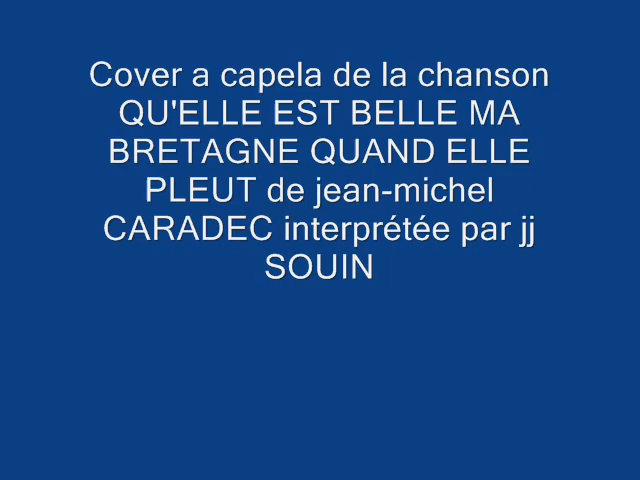 Cover a capela de la chanson
QU'ELLE EST BELLE MA
BRETAGNE QUAND ELLE
PLEUT de jean-michel
CARADEC interprétée par jj
SOUIN